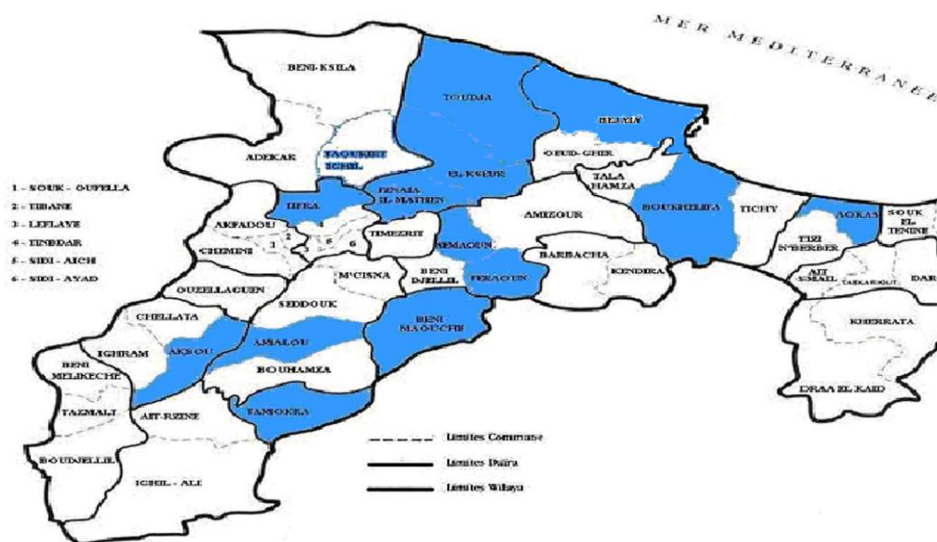 MER MEDITERRANEE
BENI-KSILA
TOUDJA
BEJAIA
ADEKAR
TAOURIRT
IGHIL
OUED-GHIR
EL-KSEUR
TALA
HAMZA
1 - SOUK - OUFELLA
2 - TIBANE
3 - LEFLAYE
4 - TINEBDAR
5 - SIDI - AICH
6 - SIDI - AYAD
TIFRA
FENAIA
IL MATHEN
BOUKHELIFA
TICHY
AOKAS
SOUK
EL
TENINE
AKFADOU
4
2
1
3
5
6
TIMEZRIT
AMIZOUR
TIZI
N'BERBER
CHEMINI
SEMAOUN
BARBACHA
M'CISNA
BENI
DJELLIL
FERAOUN
KENDIRA
AIT
SMAIL
TASKARIOUT
DAR
OUZELLAGUEN
SEDDOUK
CHELLATA
BENI
MAOUCHE
KHERRATA
IGHRAM
AKBOU
AMALOU
BENI
MELIKECHE
BOUHAMZA
DRAA EL KAID
TAZMALT
AIT-RZINE
TAMOKRA
BOUDJELLIL
IGHIL - ALI
Limites Commune
Limites Daïra
Limites Wilaya